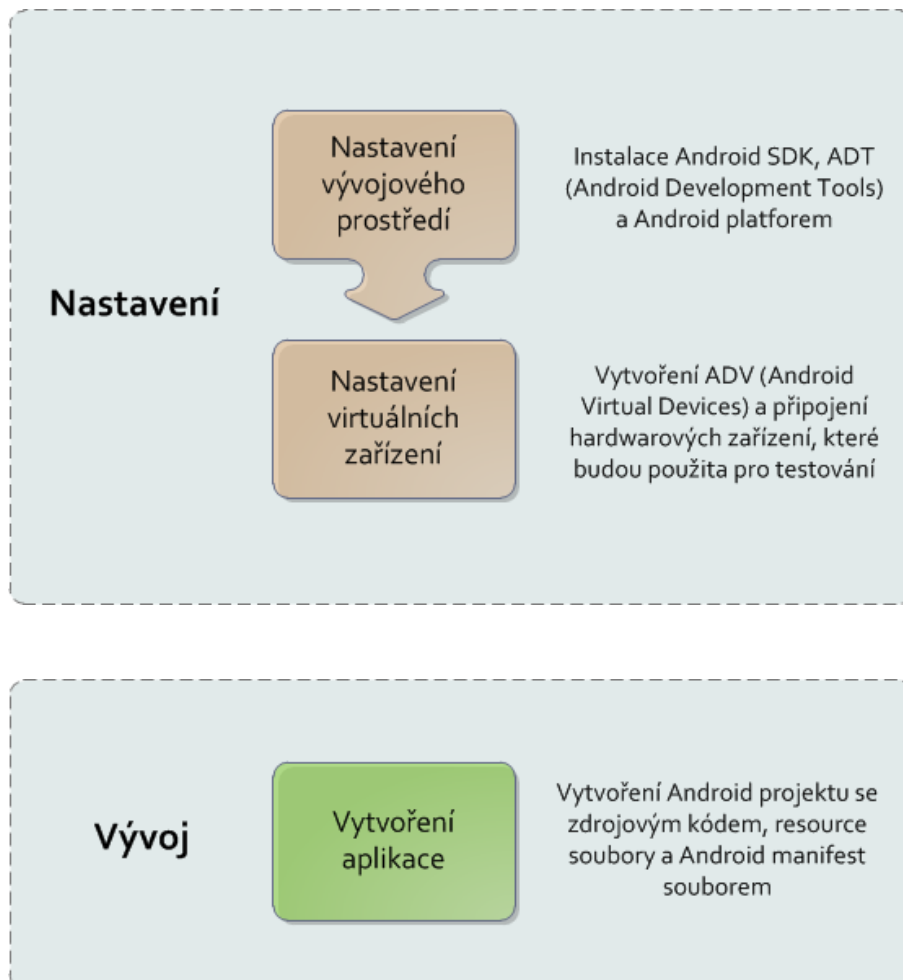 Nastavení
Nastavení
vývojového
prostředí
Instalace Android SDK, ADT
(Android Development Tools)
a Android platforem
Nastavení
virtuálních
zařízení
Vytvoření ADV (Android
Virtual Devices) a připojení
hardwarových zařízení, které
budou použita pro testování
Vývoj
Vytvoření
aplikace
Vytvoření Android projektu se
zdrojovým kódem, resource
soubory a Android manifest
souborem